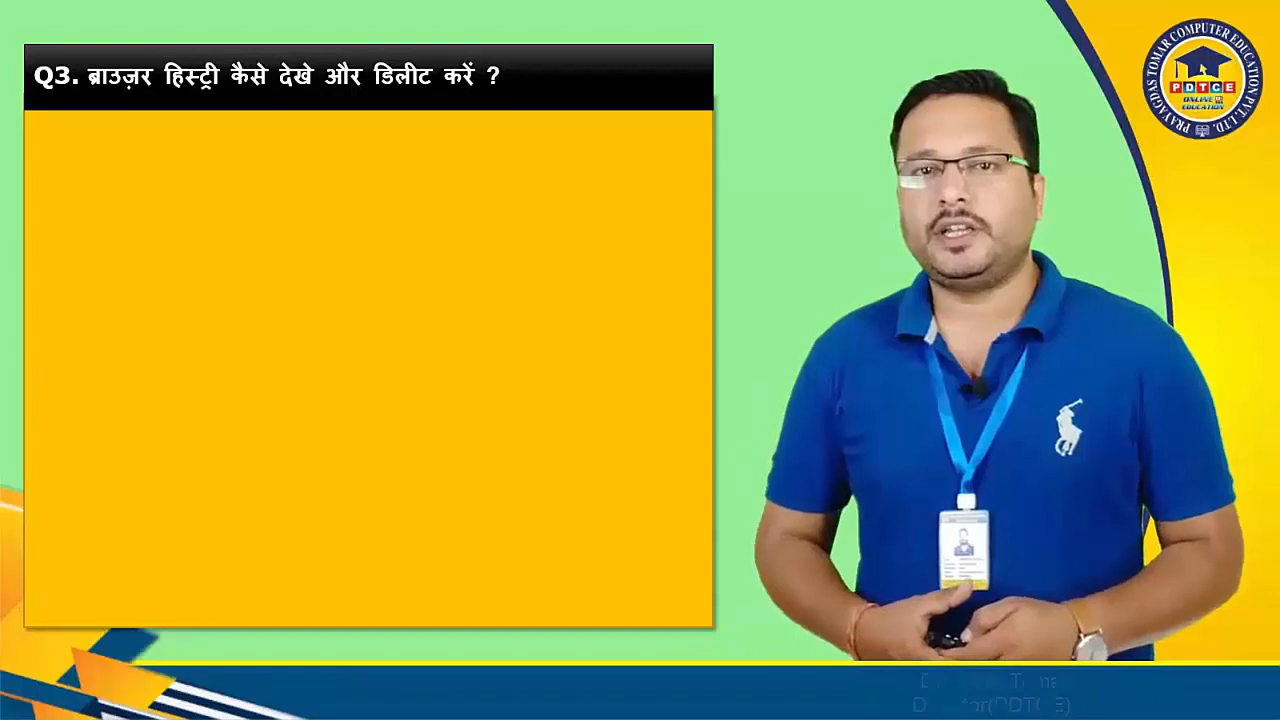 Q3. ब्राउज़र हिस्ट्री कैसे देखे और डिलीट करें ?
PRAYAGDAS TOMAR COMPUTER EDUCATION PVT. LTD.
PDTCE
ONLINE
EDUCATION